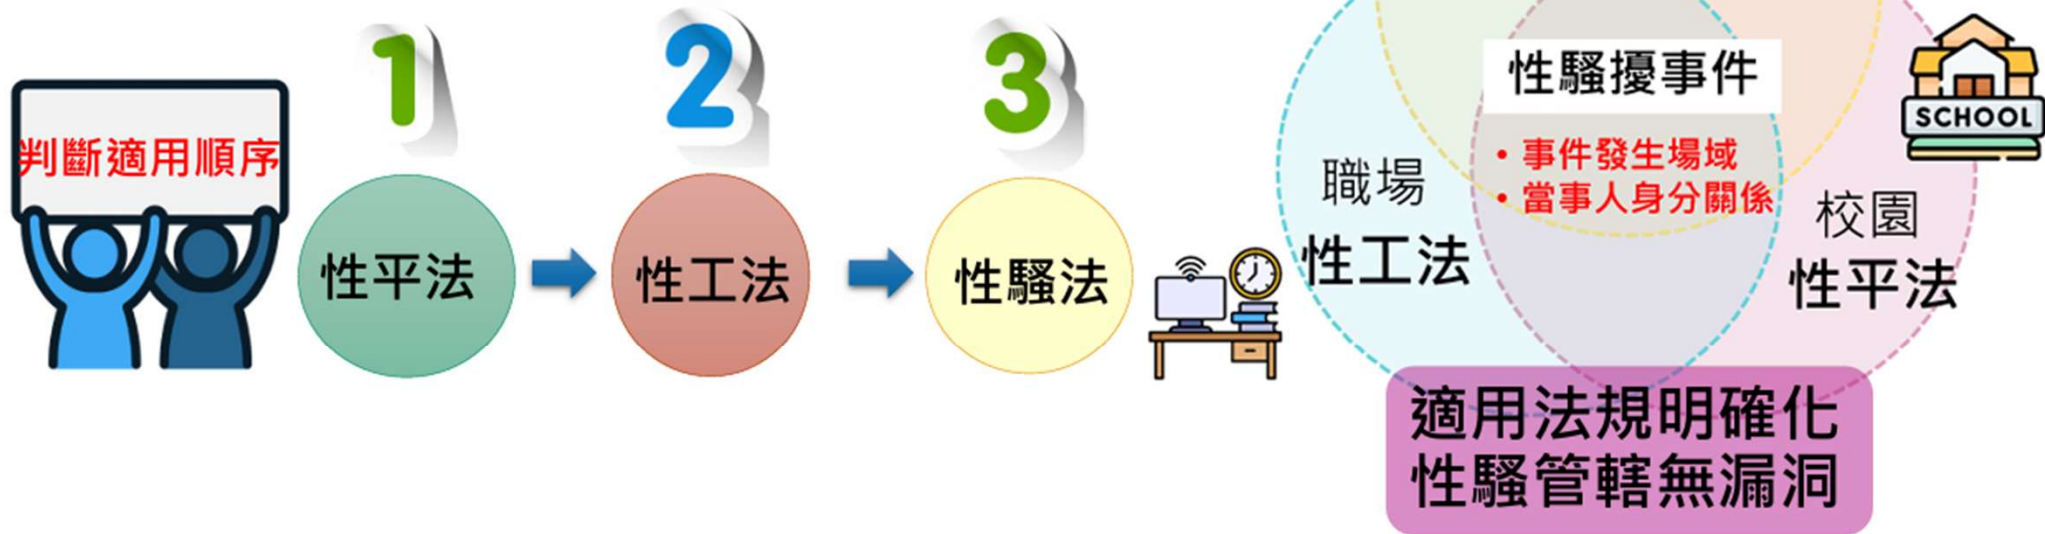 判斷適用順序
1
2
3
性平法
性工法
性騷法
性騷擾事件
• 事件發生場域
• 當事人身分關係
職場
性工法
校園
性平法
SCHOOL
適用法規明確化
性騷管轄無漏洞